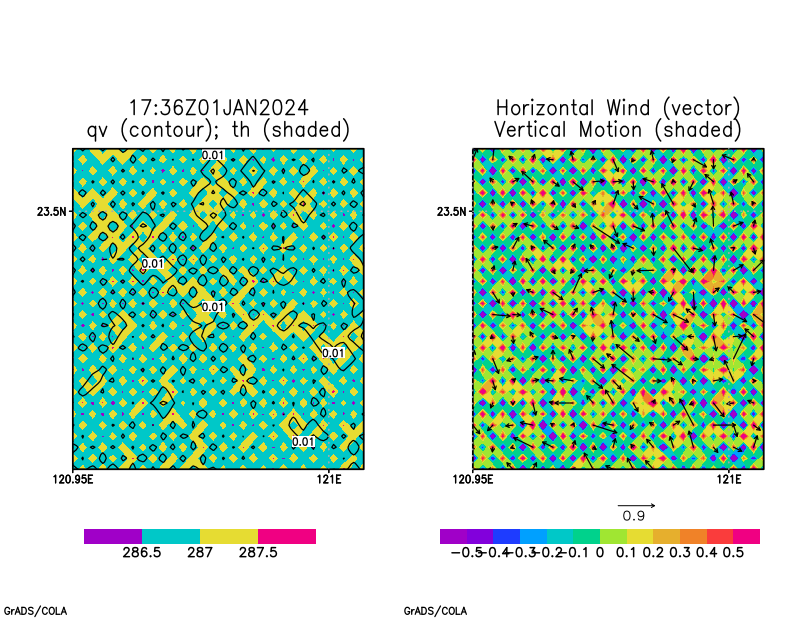 17:36Z01JAN2024
qv (contour); th (shaded)
0.01
0.01
0.01
0.01
0.01
23.5N
120.95E 121E
286.5 287 287.5
Horizontal Wind (vector)
Vertical Motion (shaded)
23.5N
120.95E 121E
0.9
-0.5 -0.4 -0.3 -0.2 -0.1 0 0.1 0.2 0.3 0.4 0.5
GrADS/COLA
GrADS/COLA